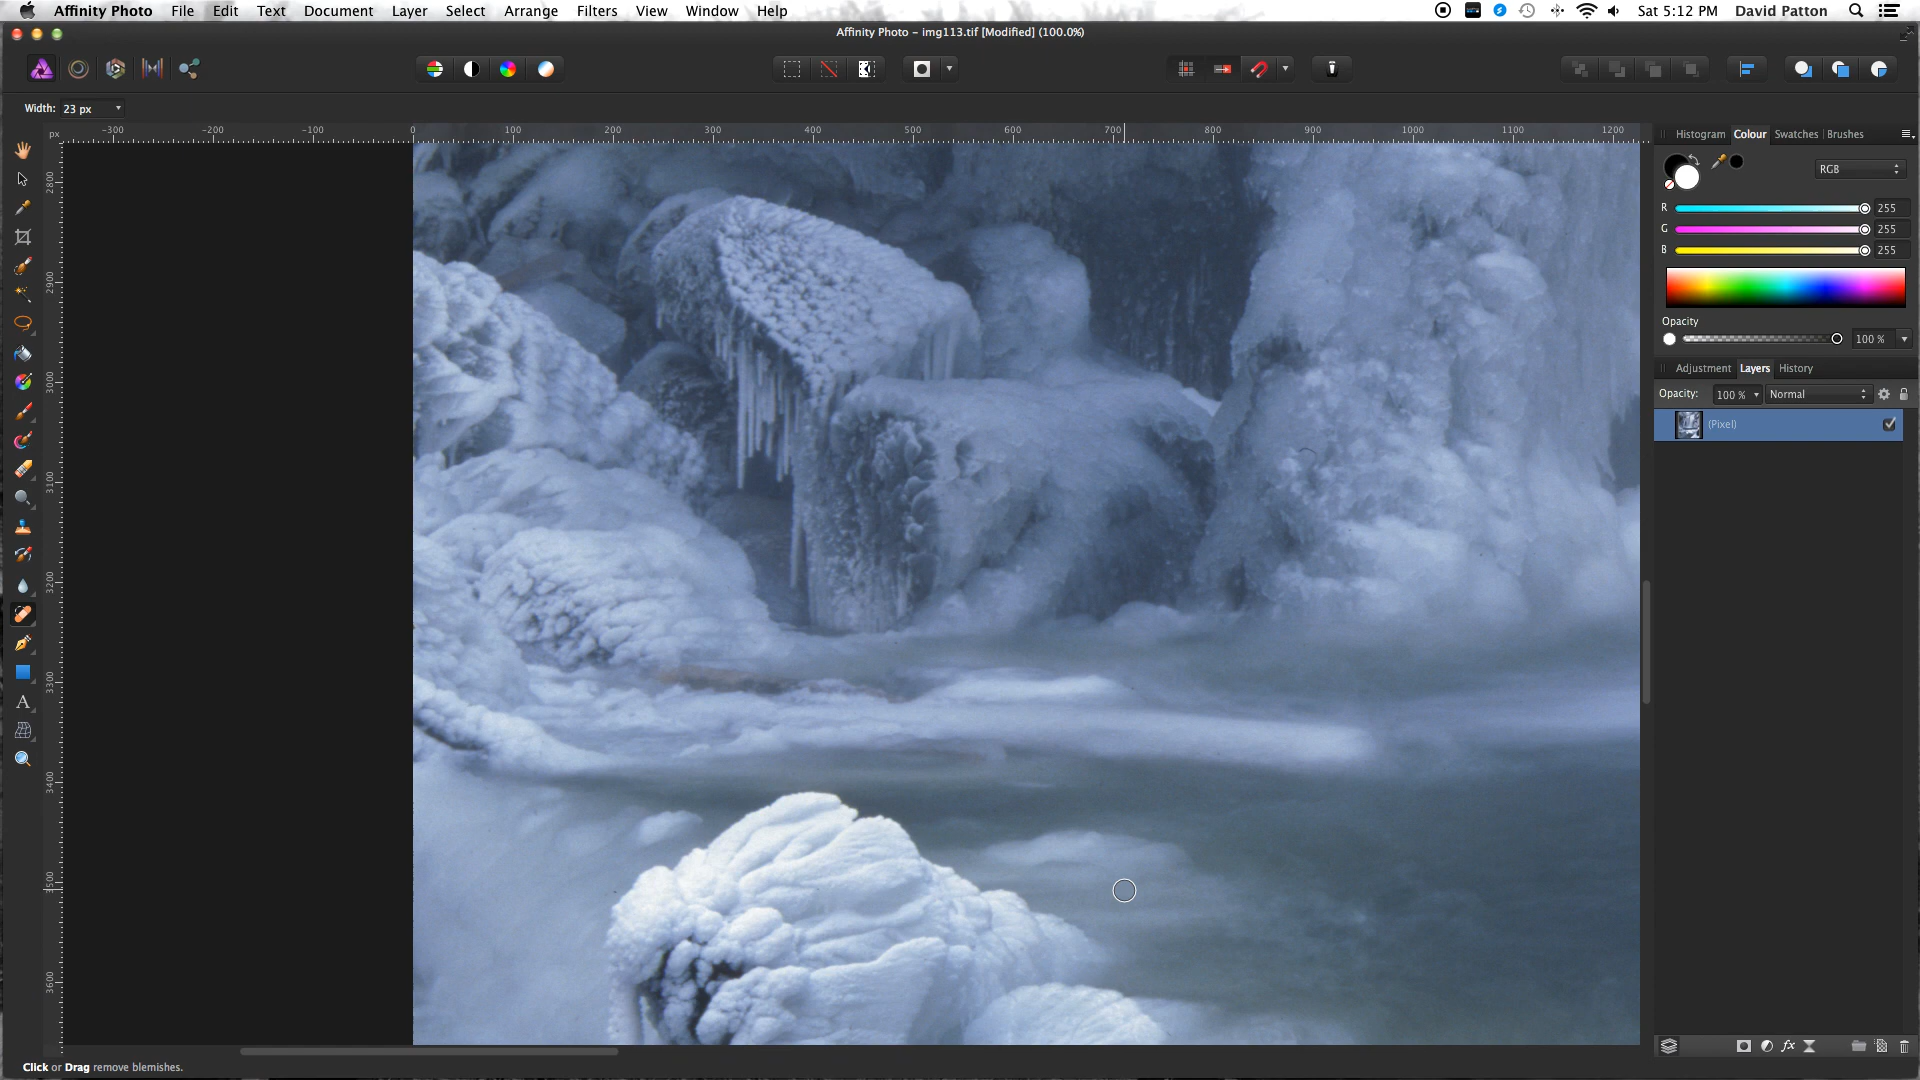 Affinity Photo File Edit Text Document Layer Select Arrange Filters View Window Help Sat 5:12 PM David Patton
Affinity Photo – img113.tif [Modified] (100.0%)
Width: 23 px
px -300 -200 -100 0 100 200 300 400 500 600 700 800 900 1000 1100 1200
2800
2900
3000
3100
3200
3300
3400
3500
3600
A
Histogram Colour Swatches Brushes
RGB
R 255
G 255
B 255
Opacity
100 %
Adjustment Layers History
Opacity: 100 % Normal
(Pixel)
fx
Click or Drag remove blemishes.